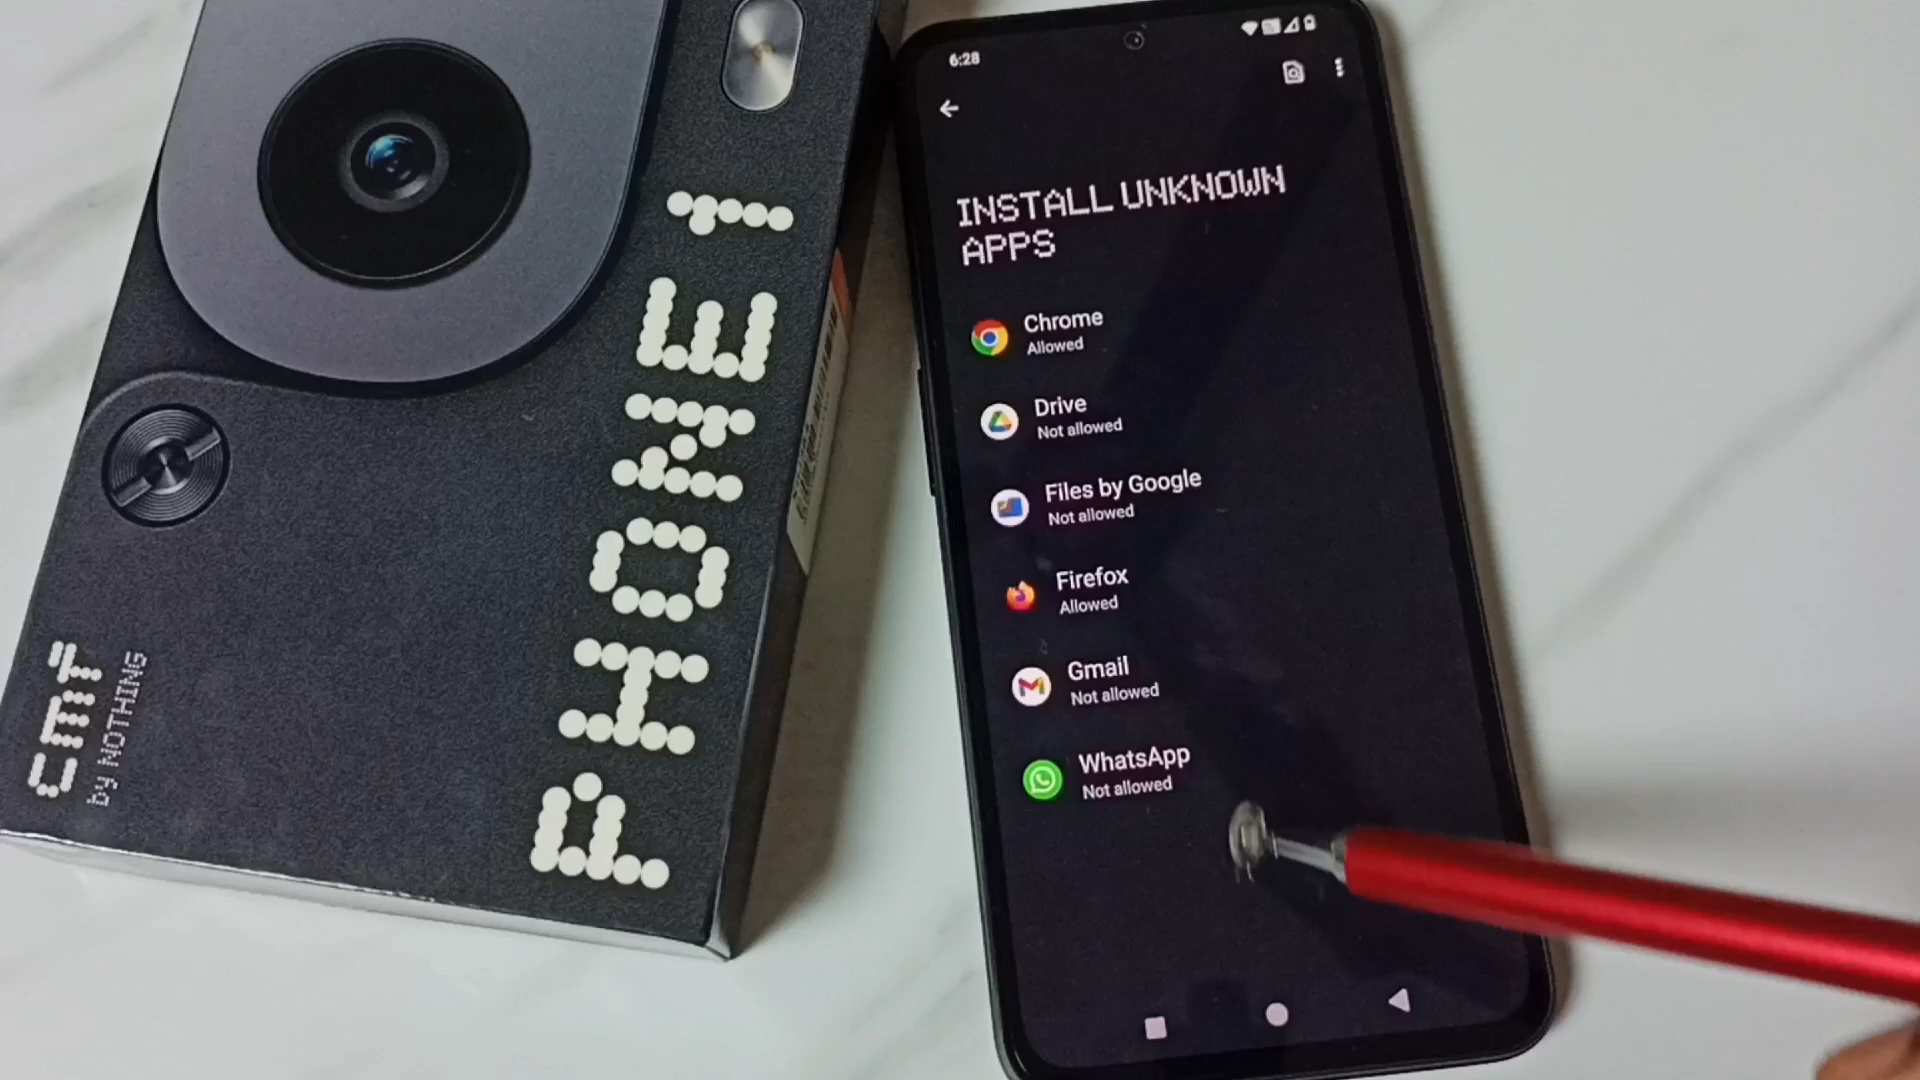 PHONE 1
CMF
by NOTHING
6:28
INSTALL UNKNOWN
APPS
Chrome
Allowed
Drive
Not allowed
Files by Google
Not allowed
Firefox
Allowed
Gmail
Not allowed
WhatsApp
Not allowed